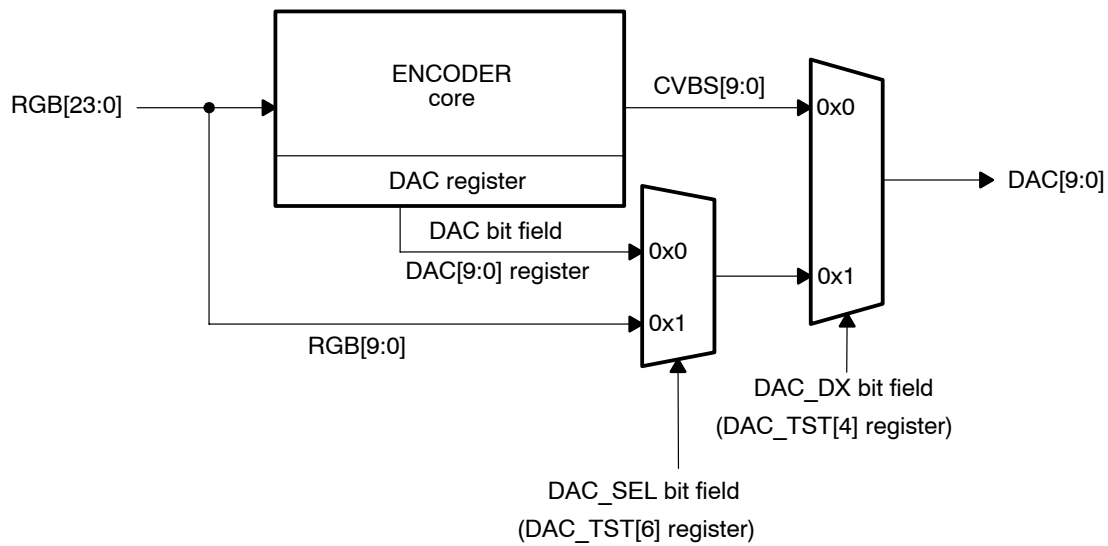 ENCODER
core
RGB[23:0]
CVBS[9:0]
0x0
DAC register
DAC[9:0]
DAC bit field
0x0
DAC[9:0] register
0x1
0x1
RGB[9:0]
DAC_DX bit field
(DAC_TST[4] register)
DAC_SEL bit field
(DAC_TST[6] register)